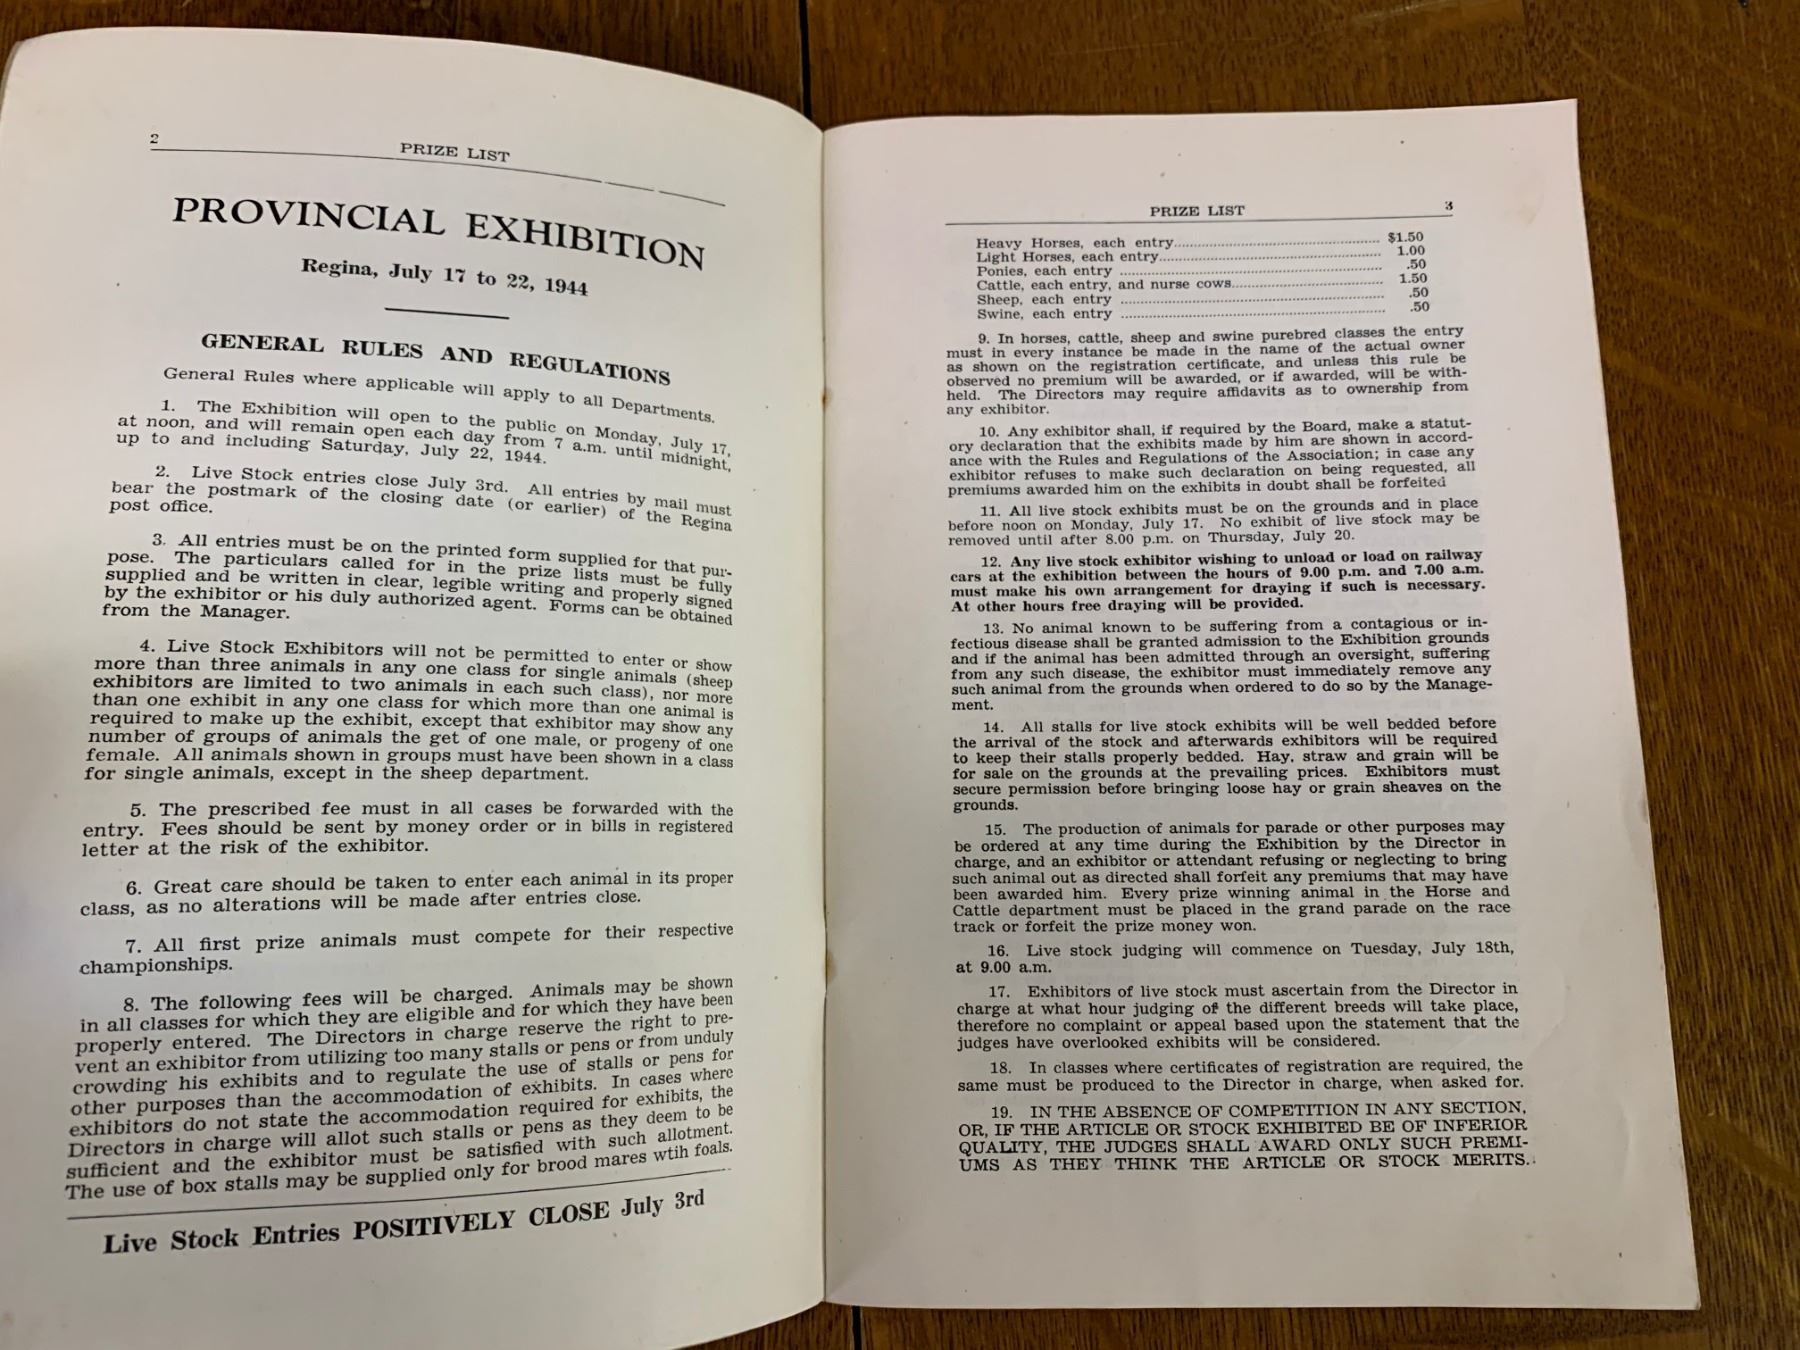 2
PRIZE LIST
PROVINCIAL EXHIBITION
Regina, July 17 to 22, 1944
GENERAL RULES AND REGULATIONS
General Rules where applicable will apply to all Departments.
1. The Exhibition will open to the public on Monday, July 17,
at noon, and will remain open each day from 7 a.m. until midnight,
up to and including Saturday, July 22, 1944.
2. Live Stock entries close July 3rd. All entries by mail must
bear the postmark of the closing date (or earlier) of the Regina
post office.
3. All entries must be on the printed form supplied for that pur-
pose. The particulars called for in the prize lists must be fully
supplied and be written in clear, legible writing and properly signed
by the exhibitor or his duly authorized agent. Forms can be obtained
from the Manager.
4. Live Stock Exhibitors will not be permitted to enter or show
more than three animals in any one class for single animals (sheep
exhibitors are limited to two animals in each such class), nor more
than one exhibit in any one class for which more than one animal is
required to make up the exhibit, except that exhibitor may show any
number of groups of animals the get of one male, or progeny of one
female. All animals shown in groups must have been shown in a class
for single animals, except in the sheep department.
5. The prescribed fee must in all cases be forwarded with the
entry. Fees should be sent by money order or in bills in registered
letter at the risk of the exhibitor.
6. Great care should be taken to enter each animal in its proper
class, as no alterations will be made after entries close.
7. All first prize animals must compete for their respective
championships.
8. The following fees will be charged. Animals may be shown
in all classes for which they are eligible and for which they have been
properly entered. The Directors in charge reserve the right to pre-
vent an exhibitor from utilizing too many stalls or pens or from unduly
crowding his exhibits and to regulate the use of stalls or pens for
other purposes than the accommodation of exhibits. In cases where
exhibitors do not state the accommodation required for exhibits, the
Directors in charge will allot such stalls or pens as they deem to be
sufficient and the exhibitor must be satisfied with such allotment.
The use of box stalls may be supplied only for brood mares wtih foals.
Live Stock Entries POSITIVELY CLOSE July 3rd
PRIZE LIST
3
Heavy Horses, each entry........ $1.50
Light Horses, each entry........ 1.00
Ponies, each entry ........ .50
Cattle, each entry, and nurse cows........ 1.50
Sheep, each entry ........ .50
Swine, each entry ........ .50
9. In horses, cattle, sheep and swine purebred classes the entry
must in every instance be made in the name of the actual owner
as shown on the registration certificate, and unless this rule be
observed no premium will be awarded, or if awarded, will be with-
held. The Directors may require affidavits as to ownership from
any exhibitor.
10. Any exhibitor shall, if required by the Board, make a statut-
ory declaration that the exhibits made by him are shown in accord-
ance with the Rules and Regulations of the Association; in case any
exhibitor refuses to make such declaration on being requested, all
premiums awarded him on the exhibits in doubt shall be forfeited
11. All live stock exhibits must be on the grounds and in place
before noon on Monday, July 17. No exhibit of live stock may be
removed until after 8.00 p.m. on Thursday, July 20.
12. Any live stock exhibitor wishing to unload or load on railway
cars at the exhibition between the hours of 9.00 p.m. and 7.00 a.m.
must make his own arrangement for draying if such is necessary.
At other hours free draying will be provided.
13. No animal known to be suffering from a contagious or in-
fectious disease shall be granted admission to the Exhibition grounds
and if the animal has been admitted through an oversight, suffering
from any such disease, the exhibitor must immediately remove any
such animal from the grounds when ordered to do so by the Manage-
ment.
14. All stalls for live stock exhibits will be well bedded before
the arrival of the stock and afterwards exhibitors will be required
to keep their stalls properly bedded. Hay, straw and grain will be
for sale on the grounds at the prevailing prices. Exhibitors must
secure permission before bringing loose hay or grain sheaves on the
grounds.
15. The production of animals for parade or other purposes may
be ordered at any time during the Exhibition by the Director in
charge, and an exhibitor or attendant refusing or neglecting to bring
such animal out as directed shall forfeit any premiums that may have
been awarded him. Every prize winning animal in the Horse and
Cattle department must be placed in the grand parade on the race
track or forfeit the prize money won.
16. Live stock judging will commence on Tuesday, July 18th,
at 9.00 a.m.
17. Exhibitors of live stock must ascertain from the Director in
charge at what hour judging of the different breeds will take place,
therefore no complaint or appeal based upon the statement that the
judges have overlooked exhibits will be considered.
18. In classes where certificates of registration are required, the
same must be produced to the Director in charge, when asked for.
19. IN THE ABSENCE OF COMPETITION IN ANY SECTION,
OR, IF THE ARTICLE OR STOCK EXHIBITED BE OF INFERIOR
QUALITY, THE JUDGES SHALL AWARD ONLY SUCH PREMI-
UMS AS THEY THINK THE ARTICLE OR STOCK MERITS.